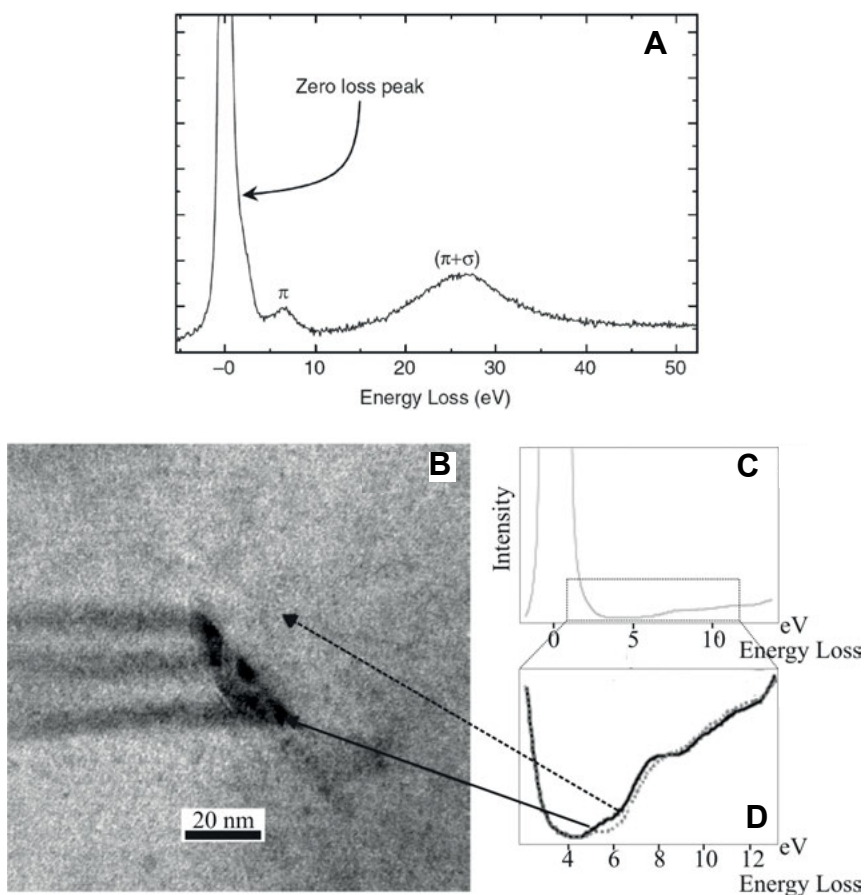 A
Zero loss peak
π
(π+σ)
–0 10 20 30 40 50
Energy Loss (eV)
B
20 nm
C
Intensity
0 5 10 eV
Energy Loss
D
4 6 8 10 12 eV
Energy Loss